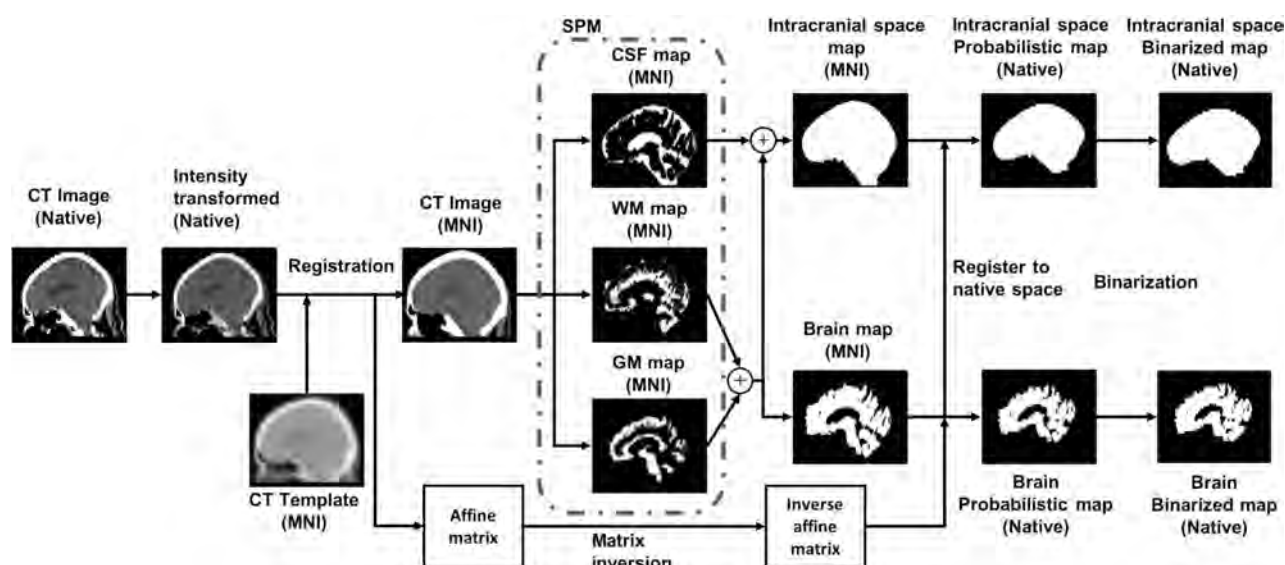 SPM
CSF map
(MNI)
Intracranial space
map
(MNI)
Intracranial space
Probabilistic map
(Native)
Intracranial space
Binarized map
(Native)
CT Image
(Native)
Intensity
transformed
(Native)
Registration
CT Image
(MNI)
WM map
(MNI)
Register to
native space
Binarization
Brain map
(MNI)
GM map
(MNI)
CT Template
(MNI)
Affine
matrix
Matrix
inversion
Inverse
affine
matrix
Brain
Probabilistic map
(Native)
Brain
Binarized map
(Native)